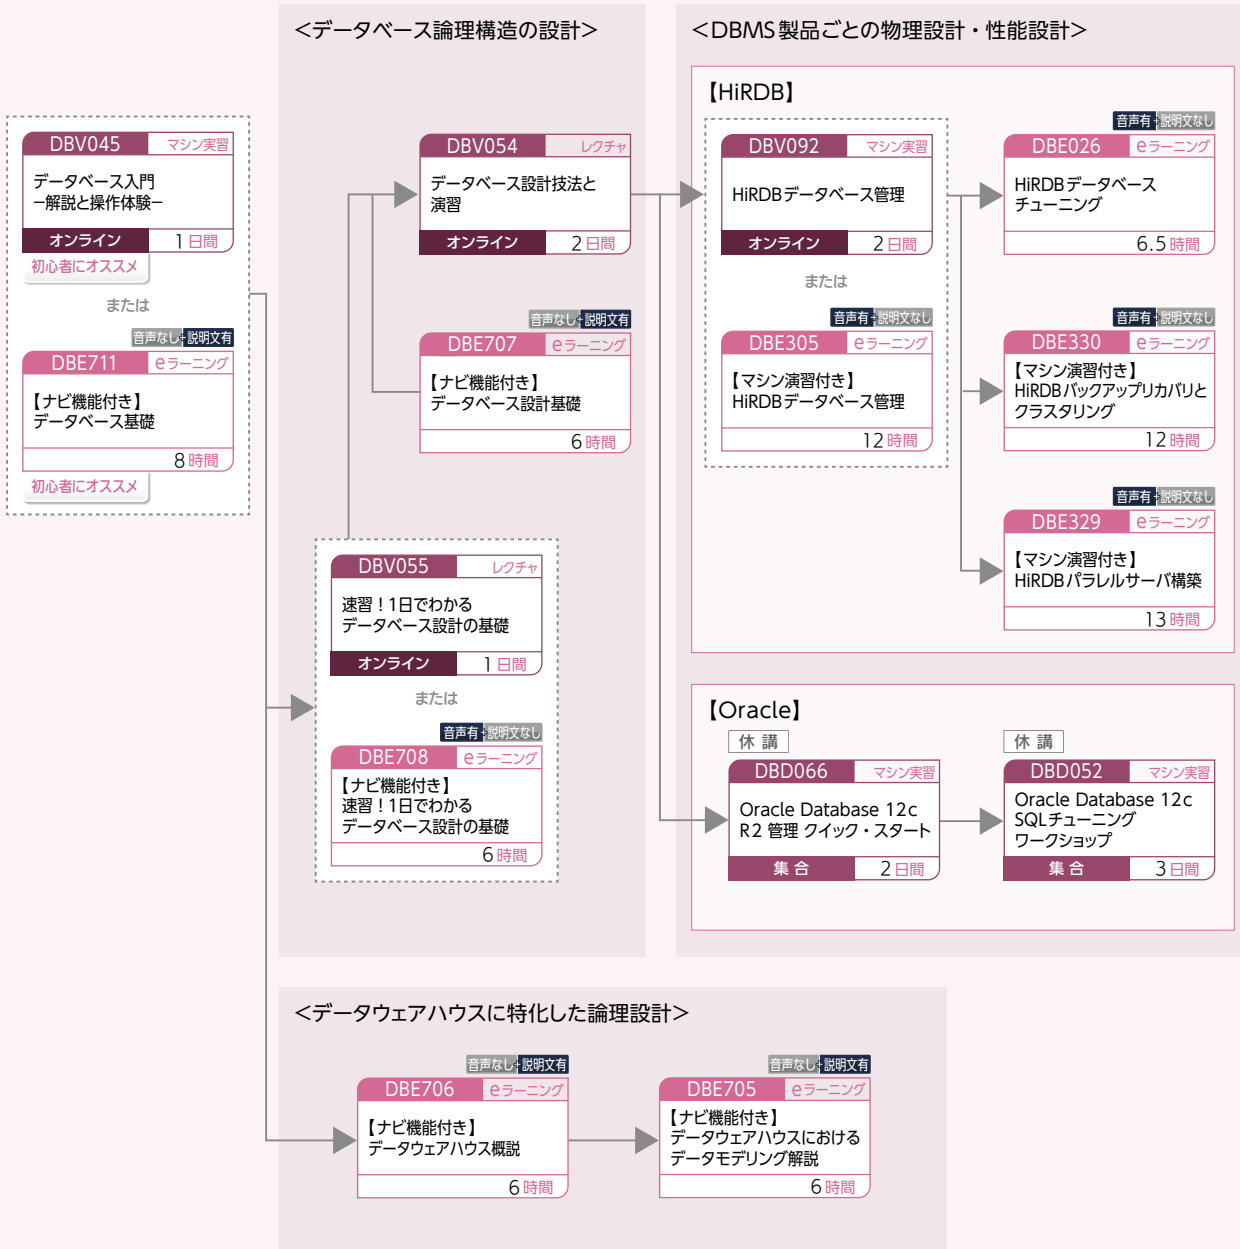 <データベース論理構造の設計>
<DBMS製品ごとの物理設計・性能設計>
DBV045 マシン実習
データベース入門
−解説と操作体験−
オンライン 1日間
初心者にオススメ
または
音声なし+説明文有
DBE711 eラーニング
【ナビ機能付き】
データベース基礎
8時間
初心者にオススメ
DBV054 レクチャ
データベース設計技法と
演習
オンライン 2日間
音声なし+説明文有
DBE707 eラーニング
【ナビ機能付き】
データベース設計基礎
6時間
DBV055 レクチャ
速習！1日でわかる
データベース設計の基礎
オンライン 1日間
または
音声有+説明文なし
DBE708 eラーニング
【ナビ機能付き】
速習！1日でわかる
データベース設計の基礎
6時間
【HiRDB】
DBV092 マシン実習
HiRDBデータベース管理
オンライン 2日間
または
音声有+説明文なし
DBE305 eラーニング
【マシン演習付き】
HiRDBデータベース管理
12時間
音声有+説明文なし
DBE026 eラーニング
HiRDBデータベース
チューニング
6.5時間
音声有+説明文なし
DBE330 eラーニング
【マシン演習付き】
HiRDBバックアップリカバリと
クラスタリング
12時間
音声有+説明文なし
DBE329 eラーニング
【マシン演習付き】
HiRDBパラレルサーバ構築
13時間
【Oracle】
休講
DBD066 マシン実習
Oracle Database 12c
R2 管理 クイック・スタート
集合 2日間
休講
DBD052 マシン実習
Oracle Database 12c
SQLチューニング
ワークショップ
集合 3日間
<データウェアハウスに特化した論理設計>
音声なし+説明文有
DBE706 eラーニング
【ナビ機能付き】
データウェアハウス概説
6時間
音声なし+説明文有
DBE705 eラーニング
【ナビ機能付き】
データウェアハウスにおける
データモデリング解説
6時間